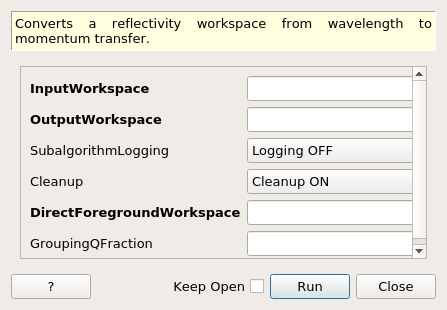 Converts a reflectivity workspace from wavelength to
momentum transfer.
InputWorkspace
OutputWorkspace
SubalgorithmLogging Logging OFF
Cleanup Cleanup ON
DirectForegroundWorkspace
GroupingQFraction
? Keep Open Run Close